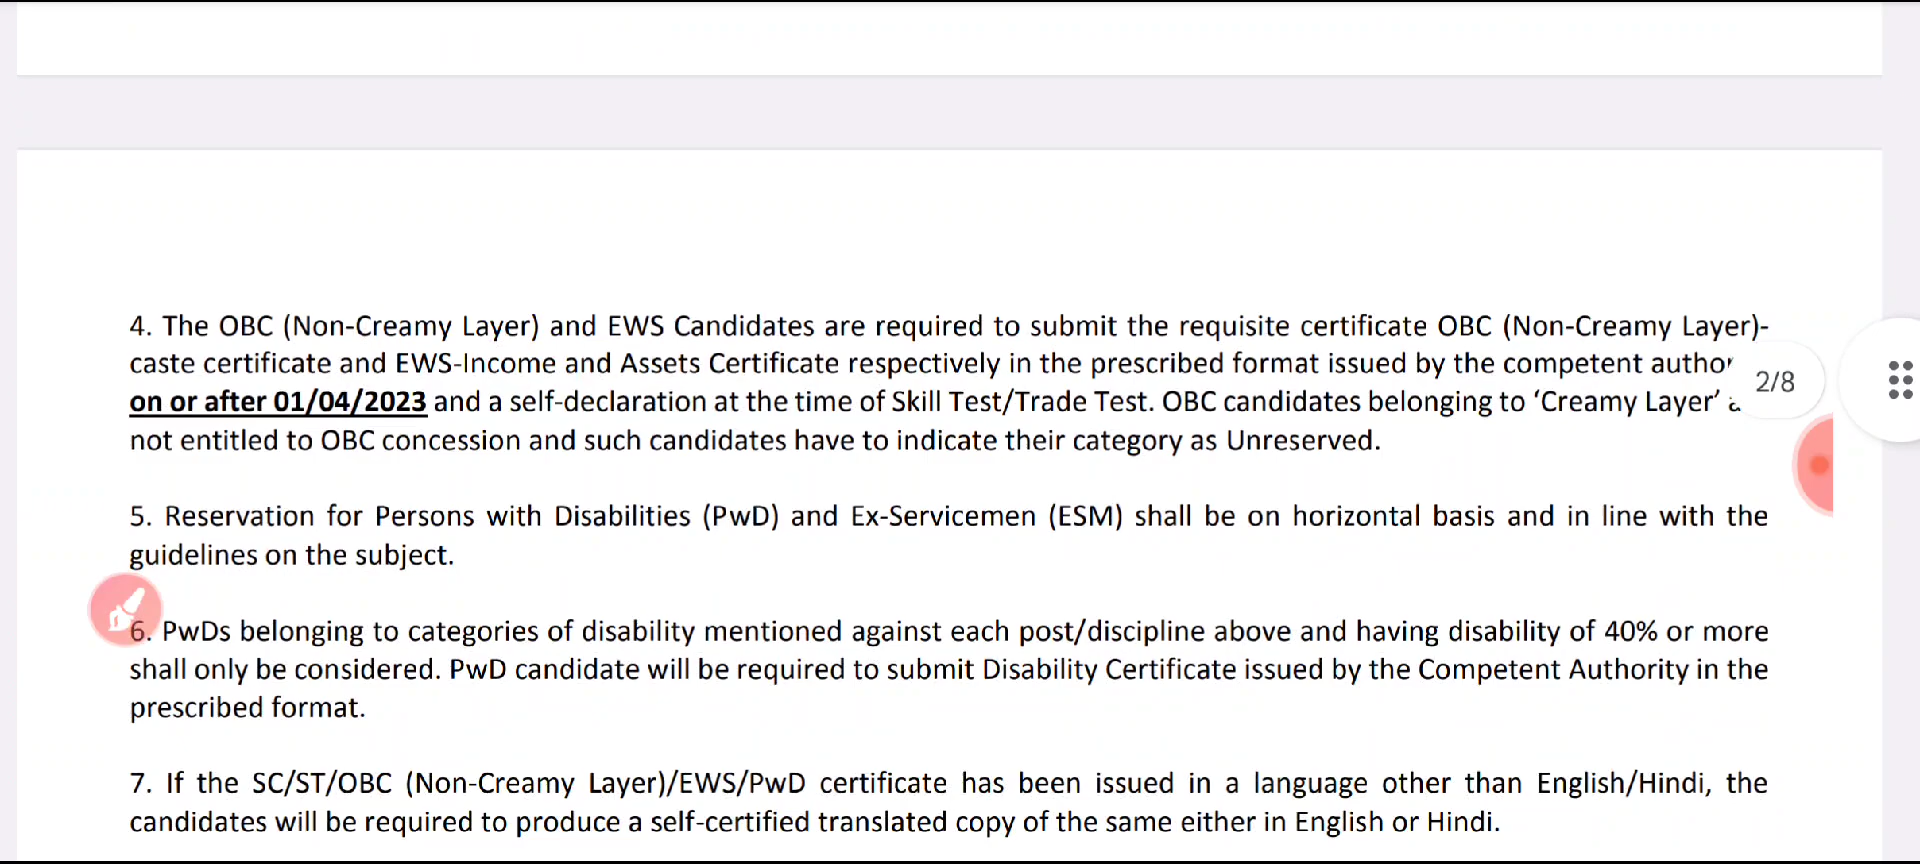 4. The OBC (Non-Creamy Layer) and EWS Candidates are required to submit the requisite certificate OBC (Non-Creamy Layer)-
caste certificate and EWS-Income and Assets Certificate respectively in the prescribed format issued by the competent
2/8
on or after 01/04/2023 and a self-declaration at the time of Skill Test/Trade Test. OBC candidates belonging to ‘Creamy Layer’
not entitled to OBC concession and such candidates have to indicate their category as Unreserved.
5. Reservation for Persons with Disabilities (PwD) and Ex-Servicemen (ESM) shall be on horizontal basis and in line with the
guidelines on the subject.
6. PwDs belonging to categories of disability mentioned against each post/discipline above and having disability of 40% or more
shall only be considered. PwD candidate will be required to submit Disability Certificate issued by the Competent Authority in the
prescribed format.
7. If the SC/ST/OBC (Non-Creamy Layer)/EWS/PwD certificate has been issued in a language other than English/Hindi, the
candidates will be required to produce a self-certified translated copy of the same either in English or Hindi.